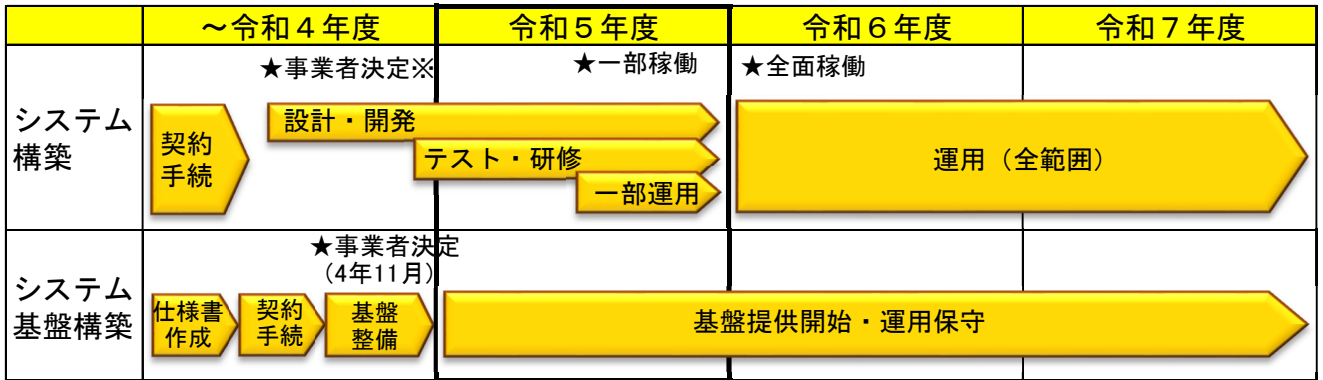 ～令和４年度
令和５年度
令和６年度
令和７年度
システム
構築
★事業者決定※
★一部稼働
★全面稼働
契約
手続
設計・開発
テスト・研修
一部運用
運用（全範囲）
システム
基盤構築
★事業者決定
（4年11月）
仕様書
作成
契約
手続
基盤
整備
基盤提供開始・運用保守